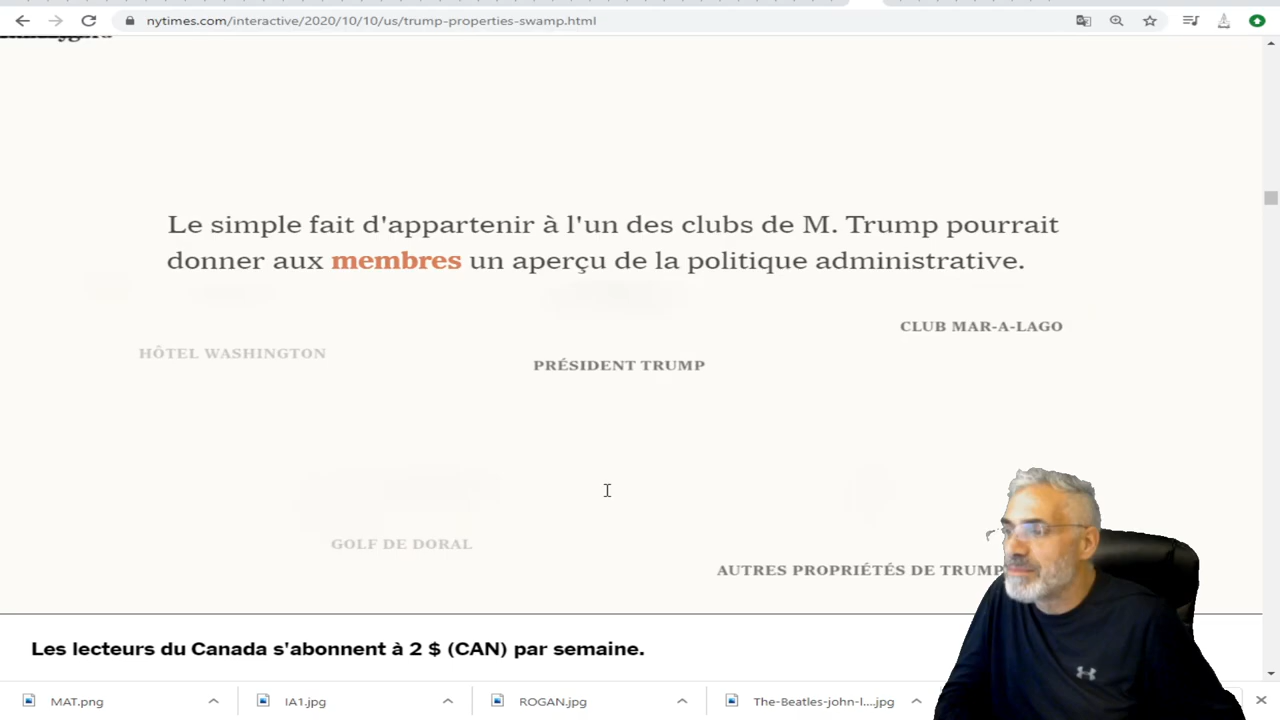 nytimes.com/interactive/2020/10/10/us/trump-properties-swamp.html
Le simple fait d'appartenir à l'un des clubs de M. Trump pourrait
donner aux membres un aperçu de la politique administrative.
CLUB MAR-A-LAGO
HÔTEL WASHINGTON
PRÉSIDENT TRUMP
GOLF DE DORAL
AUTRES PROPRIÉTÉS DE TRUMP
Les lecteurs du Canada s'abonnent à 2 $ (CAN) par semaine.
MAT.png
IA1.jpg
ROGAN.jpg
The-Beatles-john-l....jpg